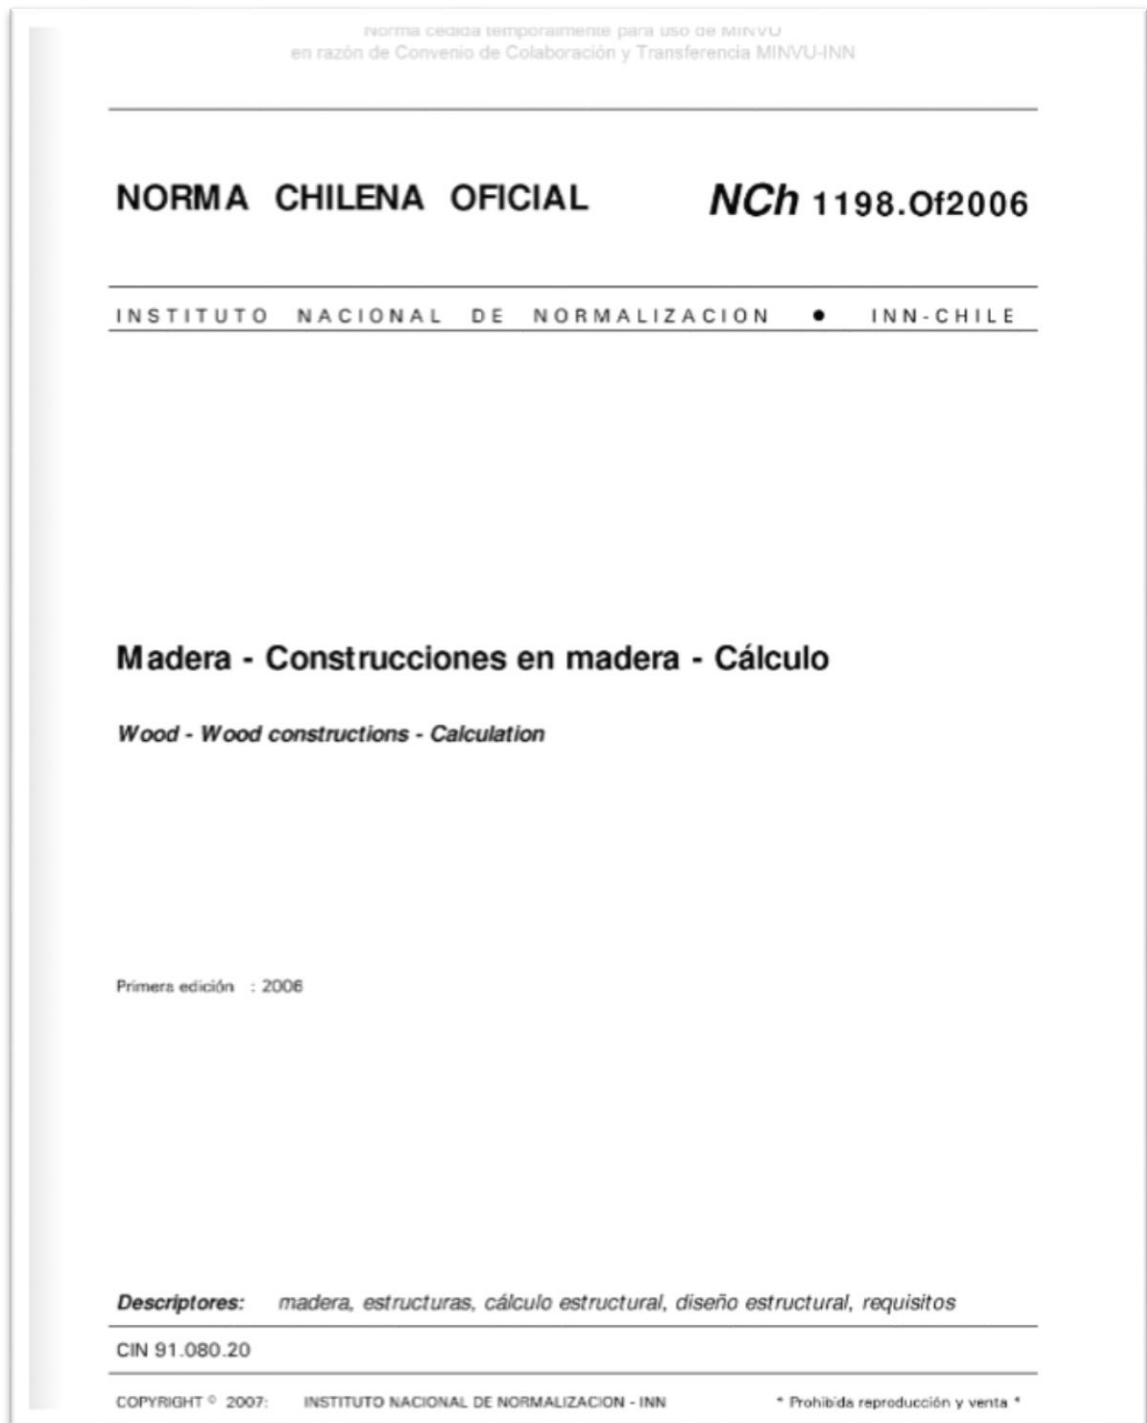 Norma cedida temporalmente para uso de MINVU
en razón de Convenio de Colaboración y Transferencia MINVU-INN
NORMA CHILENA OFICIAL NCh 1198.Of2006
INSTITUTO NACIONAL DE NORMALIZACION • INN-CHILE
Madera - Construcciones en madera - Cálculo
Wood - Wood constructions - Calculation
Primera edición : 2006
Descriptores: madera, estructuras, cálculo estructural, diseño estructural, requisitos
CIN 91.080.20
COPYRIGHT © 2007: INSTITUTO NACIONAL DE NORMALIZACION - INN * Prohibida reproducción y venta *